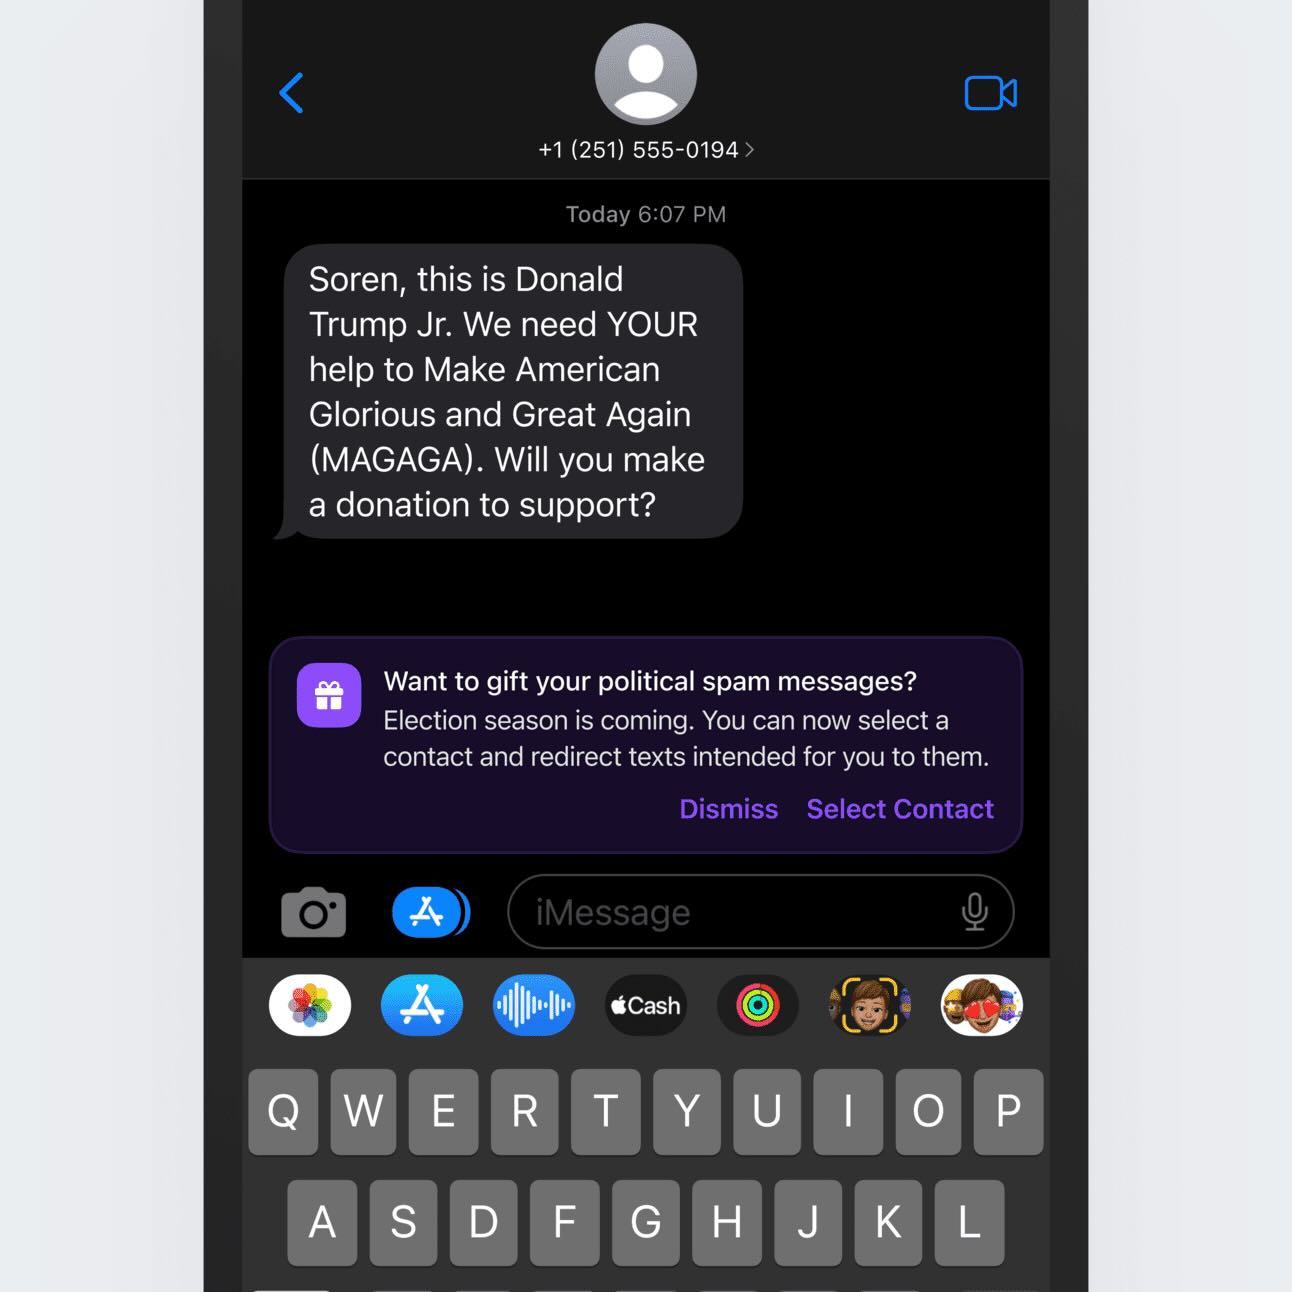 +1 (251) 555-0194 >
Today 6:07 PM
Soren, this is Donald
Trump Jr. We need YOUR
help to Make American
Glorious and Great Again
(MAGAGA). Will you make
a donation to support?
Want to gift your political spam messages?
Election season is coming. You can now select a
contact and redirect texts intended for you to them.
Dismiss Select Contact
iMessage
Cash
Q W E R T Y U I O P
A S D F G H J K L